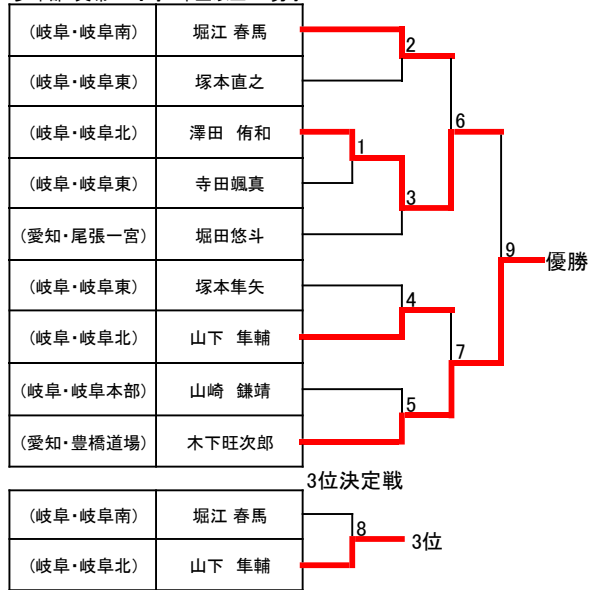 (岐阜・岐阜南) 堀江 春馬
2
(岐阜・岐阜東) 塚本直之
6
(岐阜・岐阜北) 澤田 侑和
1
(岐阜・岐阜東) 寺田颯真
3
(愛知・尾張一宮) 堀田悠斗
9 優勝
(岐阜・岐阜東) 塚本隼矢
4
(岐阜・岐阜北) 山下 隼輔
7
(岐阜・岐阜本部) 山崎 鎌靖
5
(愛知・豊橋道場) 木下旺次郎
3位決定戦
(岐阜・岐阜南) 堀江 春馬
8 3位
(岐阜・岐阜北) 山下 隼輔